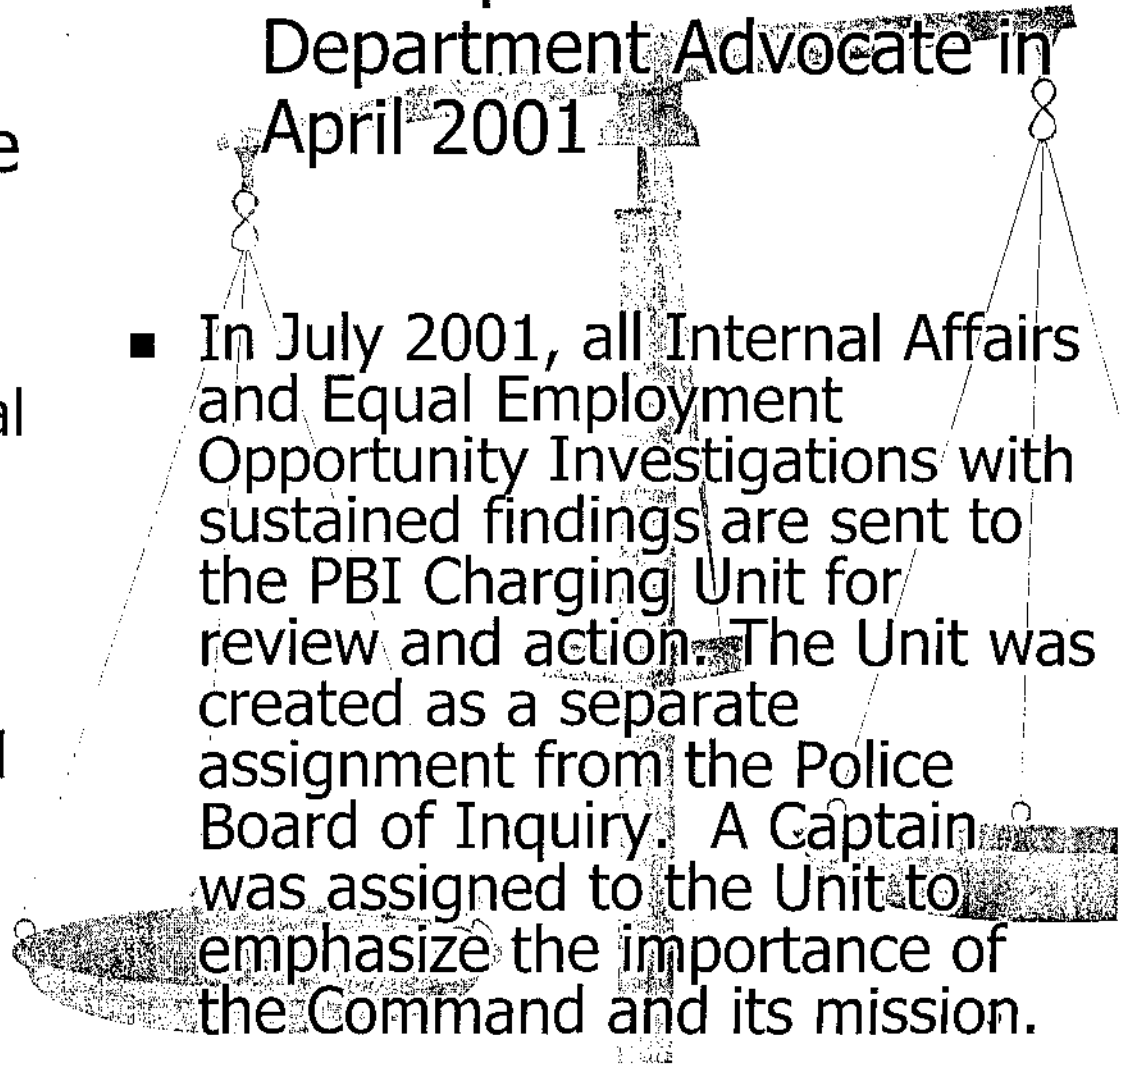 Department Advocate in
April 2001
e
■ In July 2001, all Internal Affairs
and Equal Employment
al
Opportunity Investigations with
sustained findings are sent to
the PBI Charging Unit for
review and action. The Unit was
created as a separate
assignment from the Police
Board of Inquiry. A Captain
was assigned to the Unit to
emphasize the importance of
the Command and its mission.